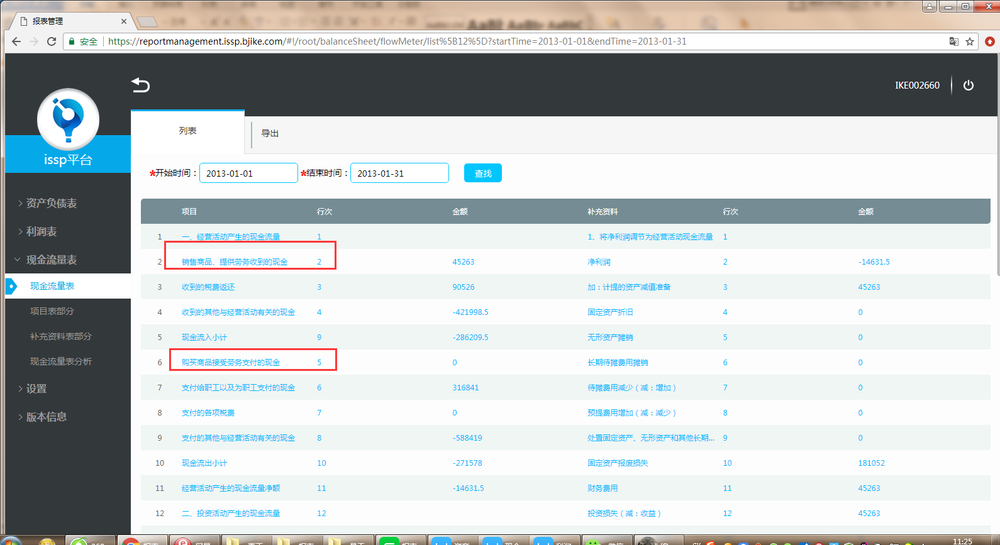 报表管理
安全 https://reportmanagement.issp.bjike.com/#!/root/balanceSheet/flowMeter/list%5B12%5D?startTime=2013-01-01&endTime=2013-01-31
IKE002660
issp平台
资产负债表
利润表
现金流量表
现金流量表
项目表部分
补充资料表部分
现金流量表分析
设置
版本信息
列表 导出
*开始时间： 2013-01-01 *结束时间： 2013-01-31 查找
项目 行次 金额 补充资料 行次 金额
1 一、经营活动产生的现金流量 1 1、将净利润调节为经营活动现金流量 1
2 销售商品、提供劳务收到的现金 2 45263 净利润 2 -14631.5
3 收到的税费返还 3 90526 加：计提的资产减值准备 3 45263
4 收到的其他与经营活动有关的现金 4 -421998.5 固定资产折旧 4 0
5 现金流入小计 9 -286209.5 无形资产摊销 5 0
6 购买商品接受劳务支付的现金 5 0 长期待摊费用摊销 6 0
7 支付给职工以及为职工支付的现金 6 316841 待摊费用减少（减：增加） 7 0
8 支付的各项税费 7 0 预提费用增加（减：减少） 8 0
9 支付的其他与经营活动有关的现金 8 -588419 处置固定资产、无形资产和其他长期... 9 0
10 现金流出小计 10 -271578 固定资产报废损失 10 181052
11 经营活动产生的现金流量净额 11 -14631.5 财务费用 11 45263
12 二、投资活动产生的现金流量 12 投资损失（减：收益） 12 45263
11:25